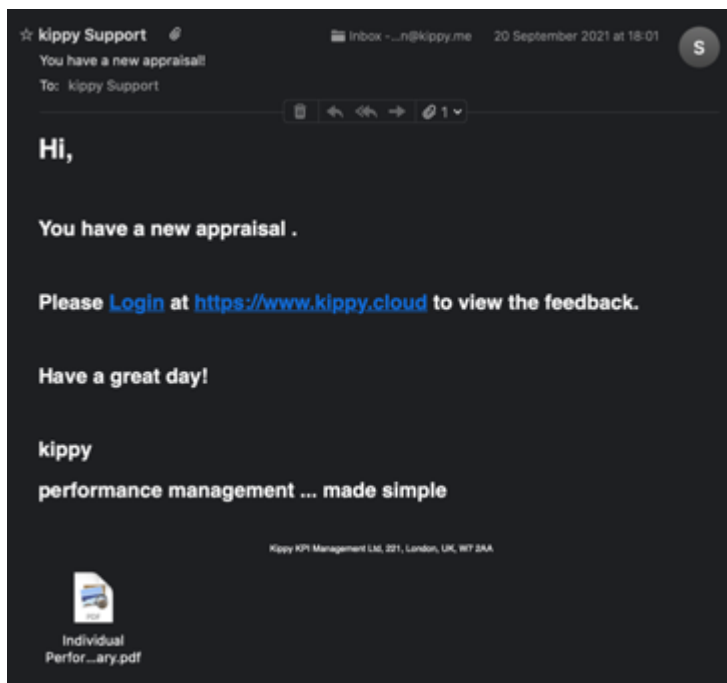 kippy Support
Inbox -...n@kippy.me
20 September 2021 at 18:01
S
You have a new appraisal!
To: kippy Support
1
Hi,
You have a new appraisal .
Please Login at https://www.kippy.cloud to view the feedback.
Have a great day!
kippy
performance management ... made simple
Kippy KPI Management Ltd, 221, London, UK, W7 2AA
PDF
Individual
Perfor...ary.pdf